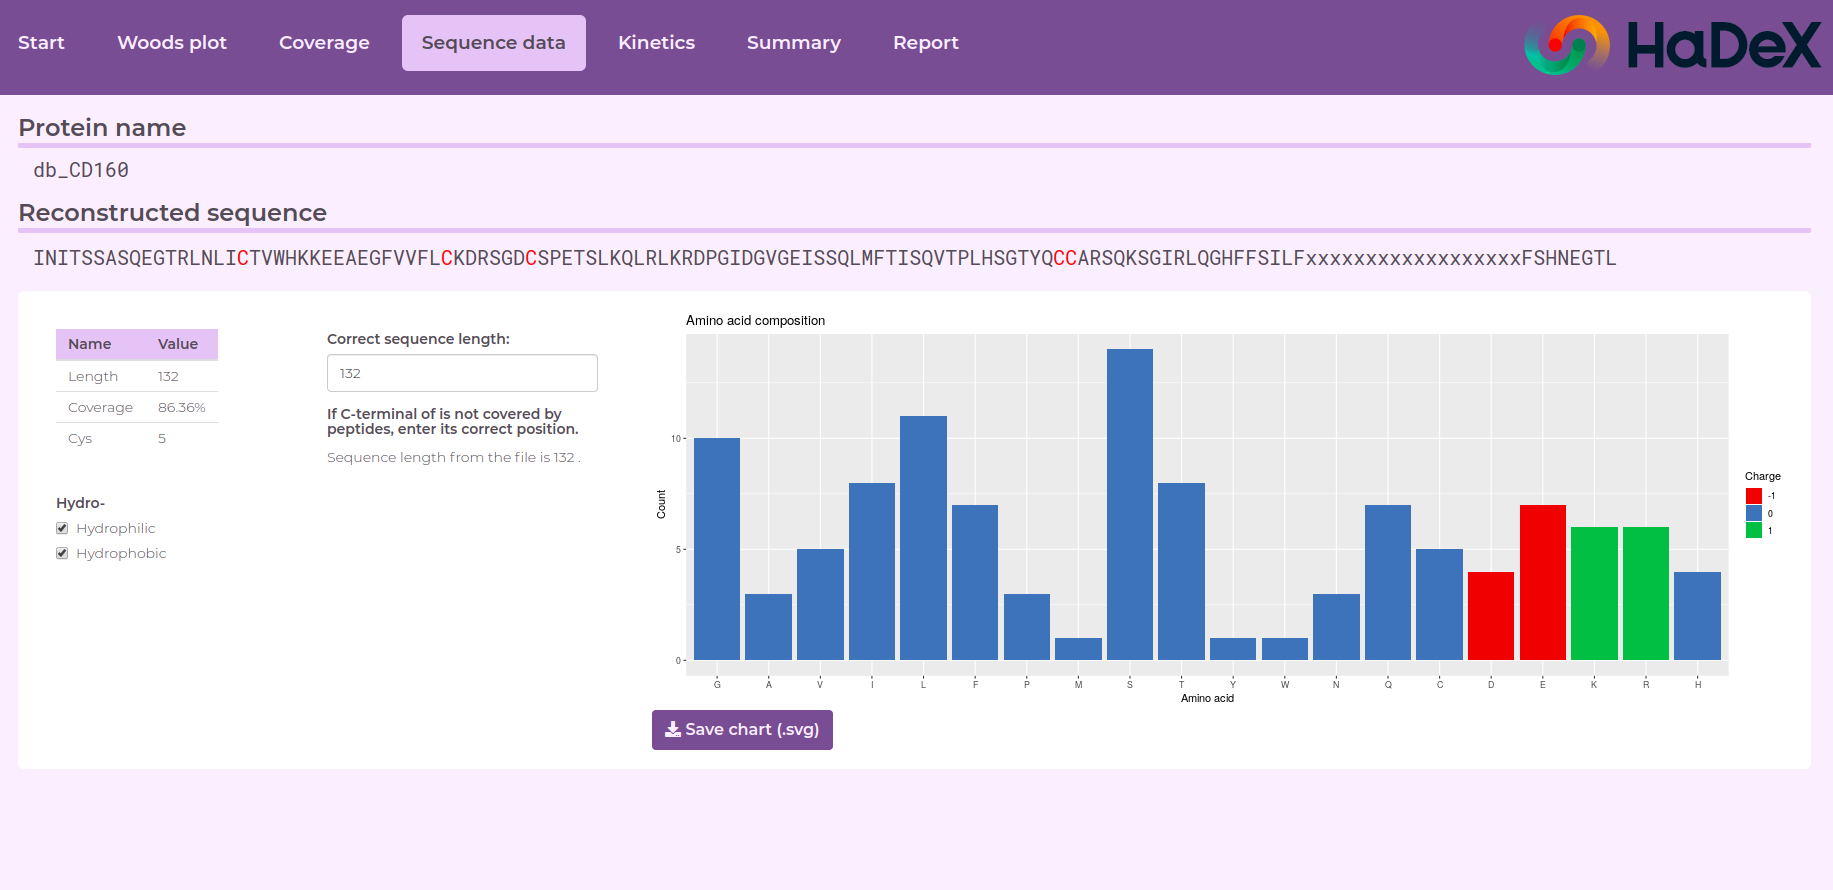 Start Woods plot Coverage Sequence data Kinetics Summary Report HaDeX
Protein name
db_CD160
Reconstructed sequence
INITSSASQEGTRLNLICTVWHKKEEAEGFVVFLCKDRSGDCSPETSLKQLRLKRDPGIDGVGEISSQLMFTISQVTPLHSGTYQCCARSQKSGIRLQGHFFSILFxxxxxxxxxxxxxxxxxxFSHNEGTL
Name Value
Length 132
Coverage 86.36%
Cys 5
Hydro-
Hydrophilic
Hydrophobic
Correct sequence length:
132
If C-terminal of is not covered by
peptides, enter its correct position.
Sequence length from the file is 132 .
Amino acid composition
10
5
0
Count
G A V I L F P M S T Y W N Q C D E K R H
Amino acid
Charge
-1
0
1
Save chart (.svg)